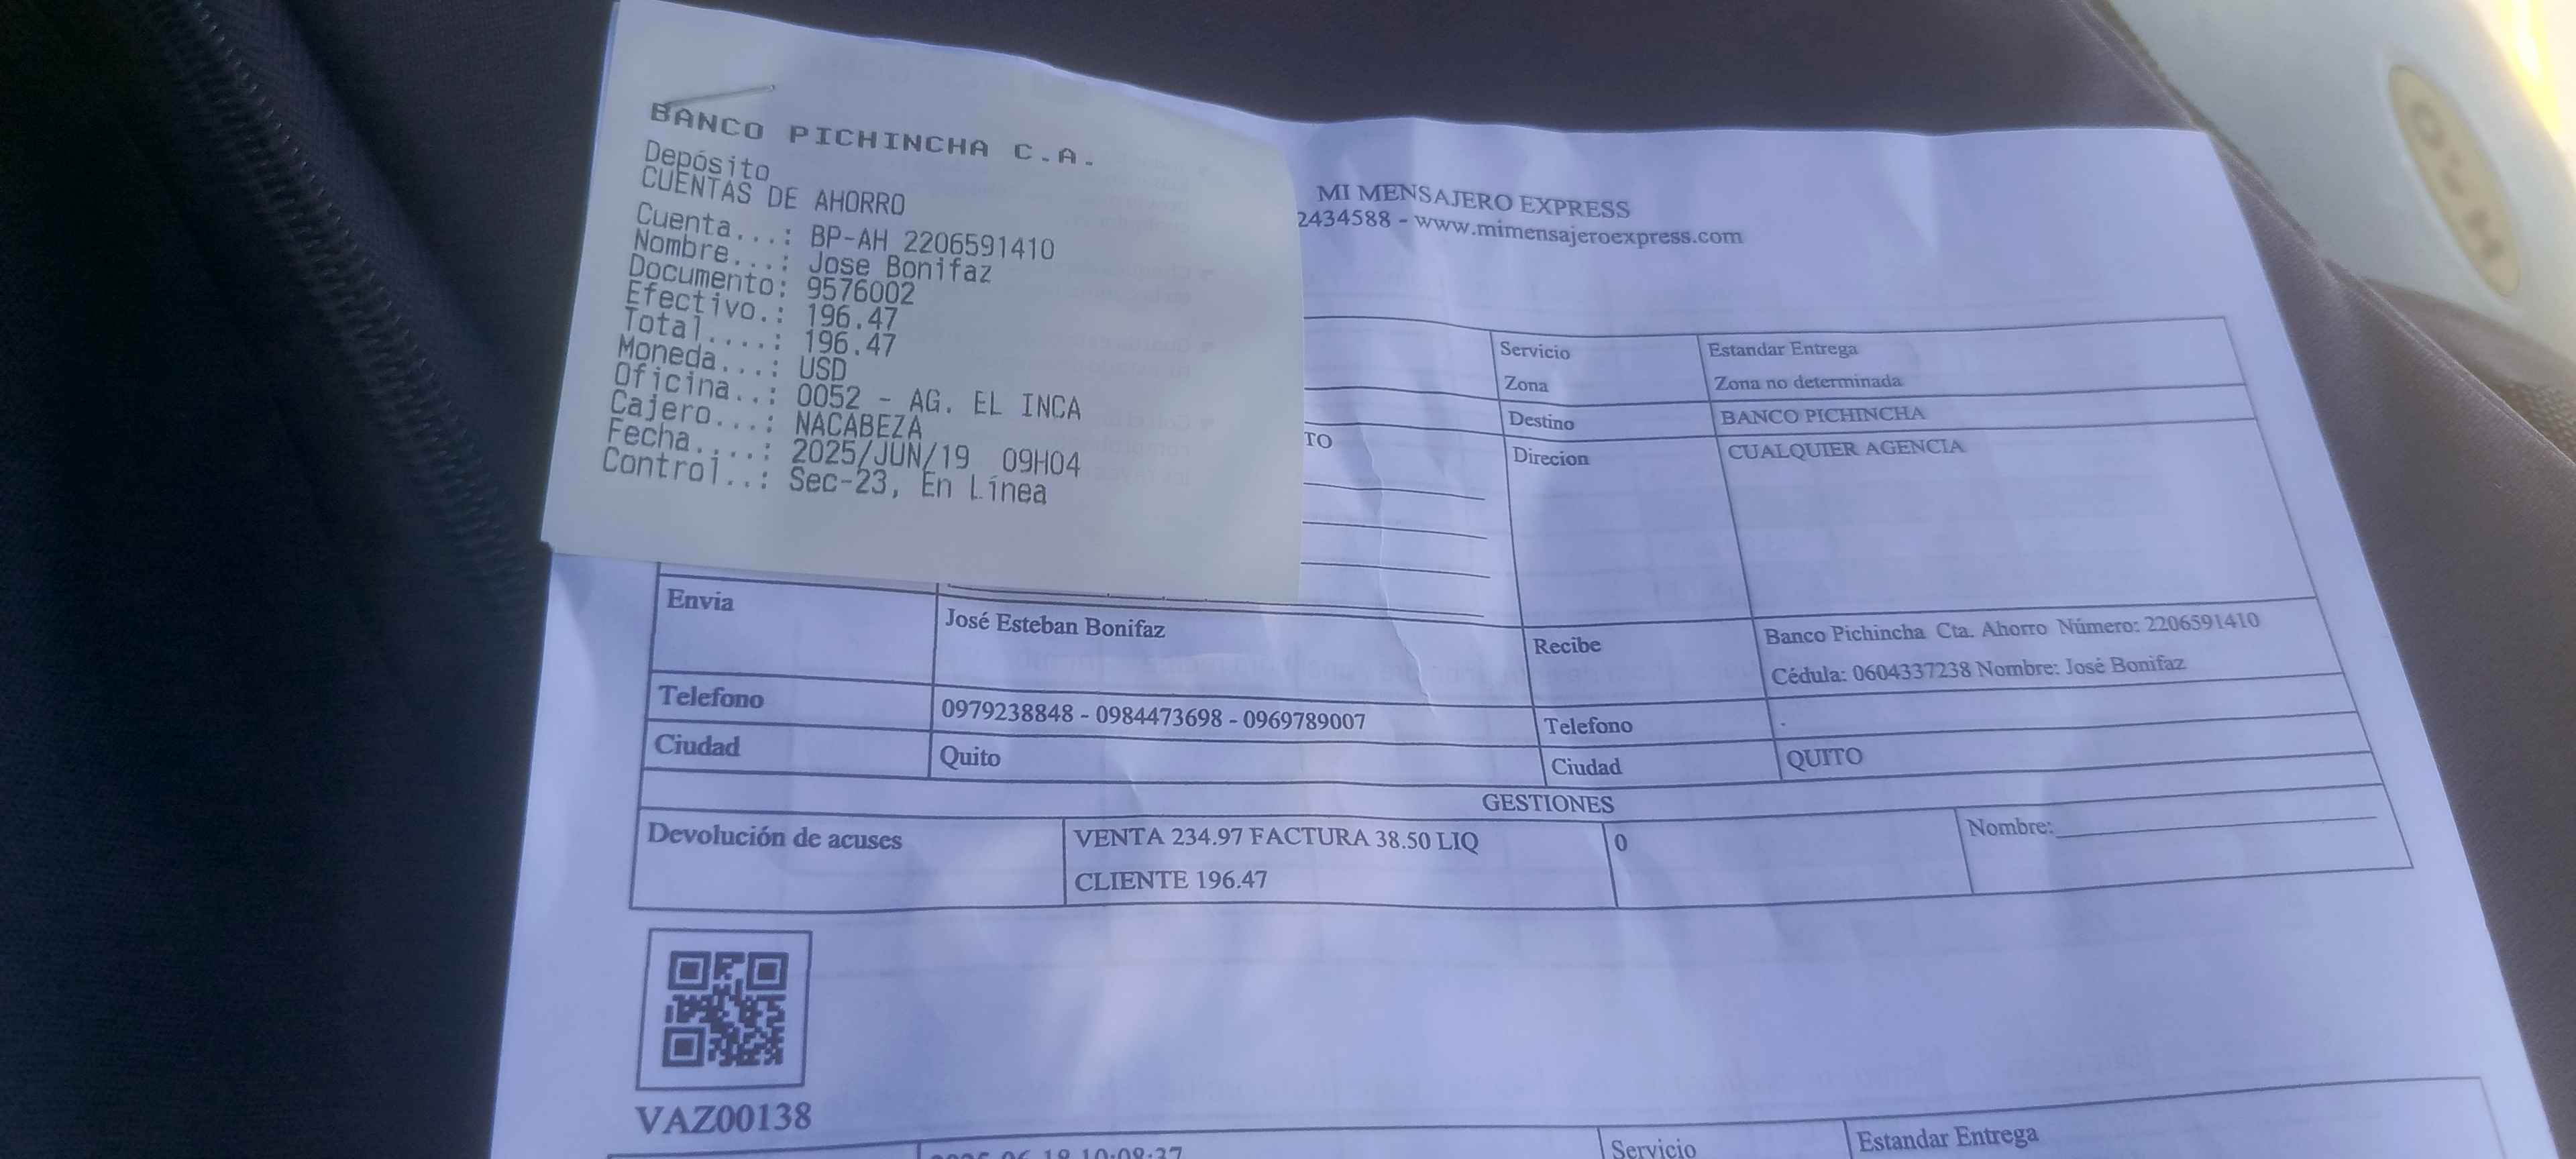 BANCO PICHINCHA C.A.
Depósito
CUENTAS DE AHORRO
Cuenta...: BP-AH 2206591410
Nombre...: Jose Bonifaz
Documento: 9576002
Efectivo.: 196.47
Total....: 196.47
Moneda...: USD
Oficina..: 0052 - AG. EL INCA
Cajero...: NACABEZA
Fecha....: 2025/JUN/19 09H04
Control..: Sec-23, En Línea
MI MENSAJERO EXPRESS
2434588 - www.mimensajeroexpress.com
Servicio Estandar Entrega
Zona Zona no determinada
Destino BANCO PICHINCHA
TO Direcion CUALQUIER AGENCIA
Envia José Esteban Bonifaz Recibe Banco Pichincha Cta. Ahorro Número: 2206591410
Cédula: 0604337238 Nombre: José Bonifaz
Telefono 0979238848 - 0984473698 - 0969789007 Telefono .
Ciudad Quito Ciudad QUITO
GESTIONES
Devolución de acuses VENTA 234.97 FACTURA 38.50 LIQ 0 Nombre:
CLIENTE 196.47
VAZ00138
Servicio Estandar Entrega